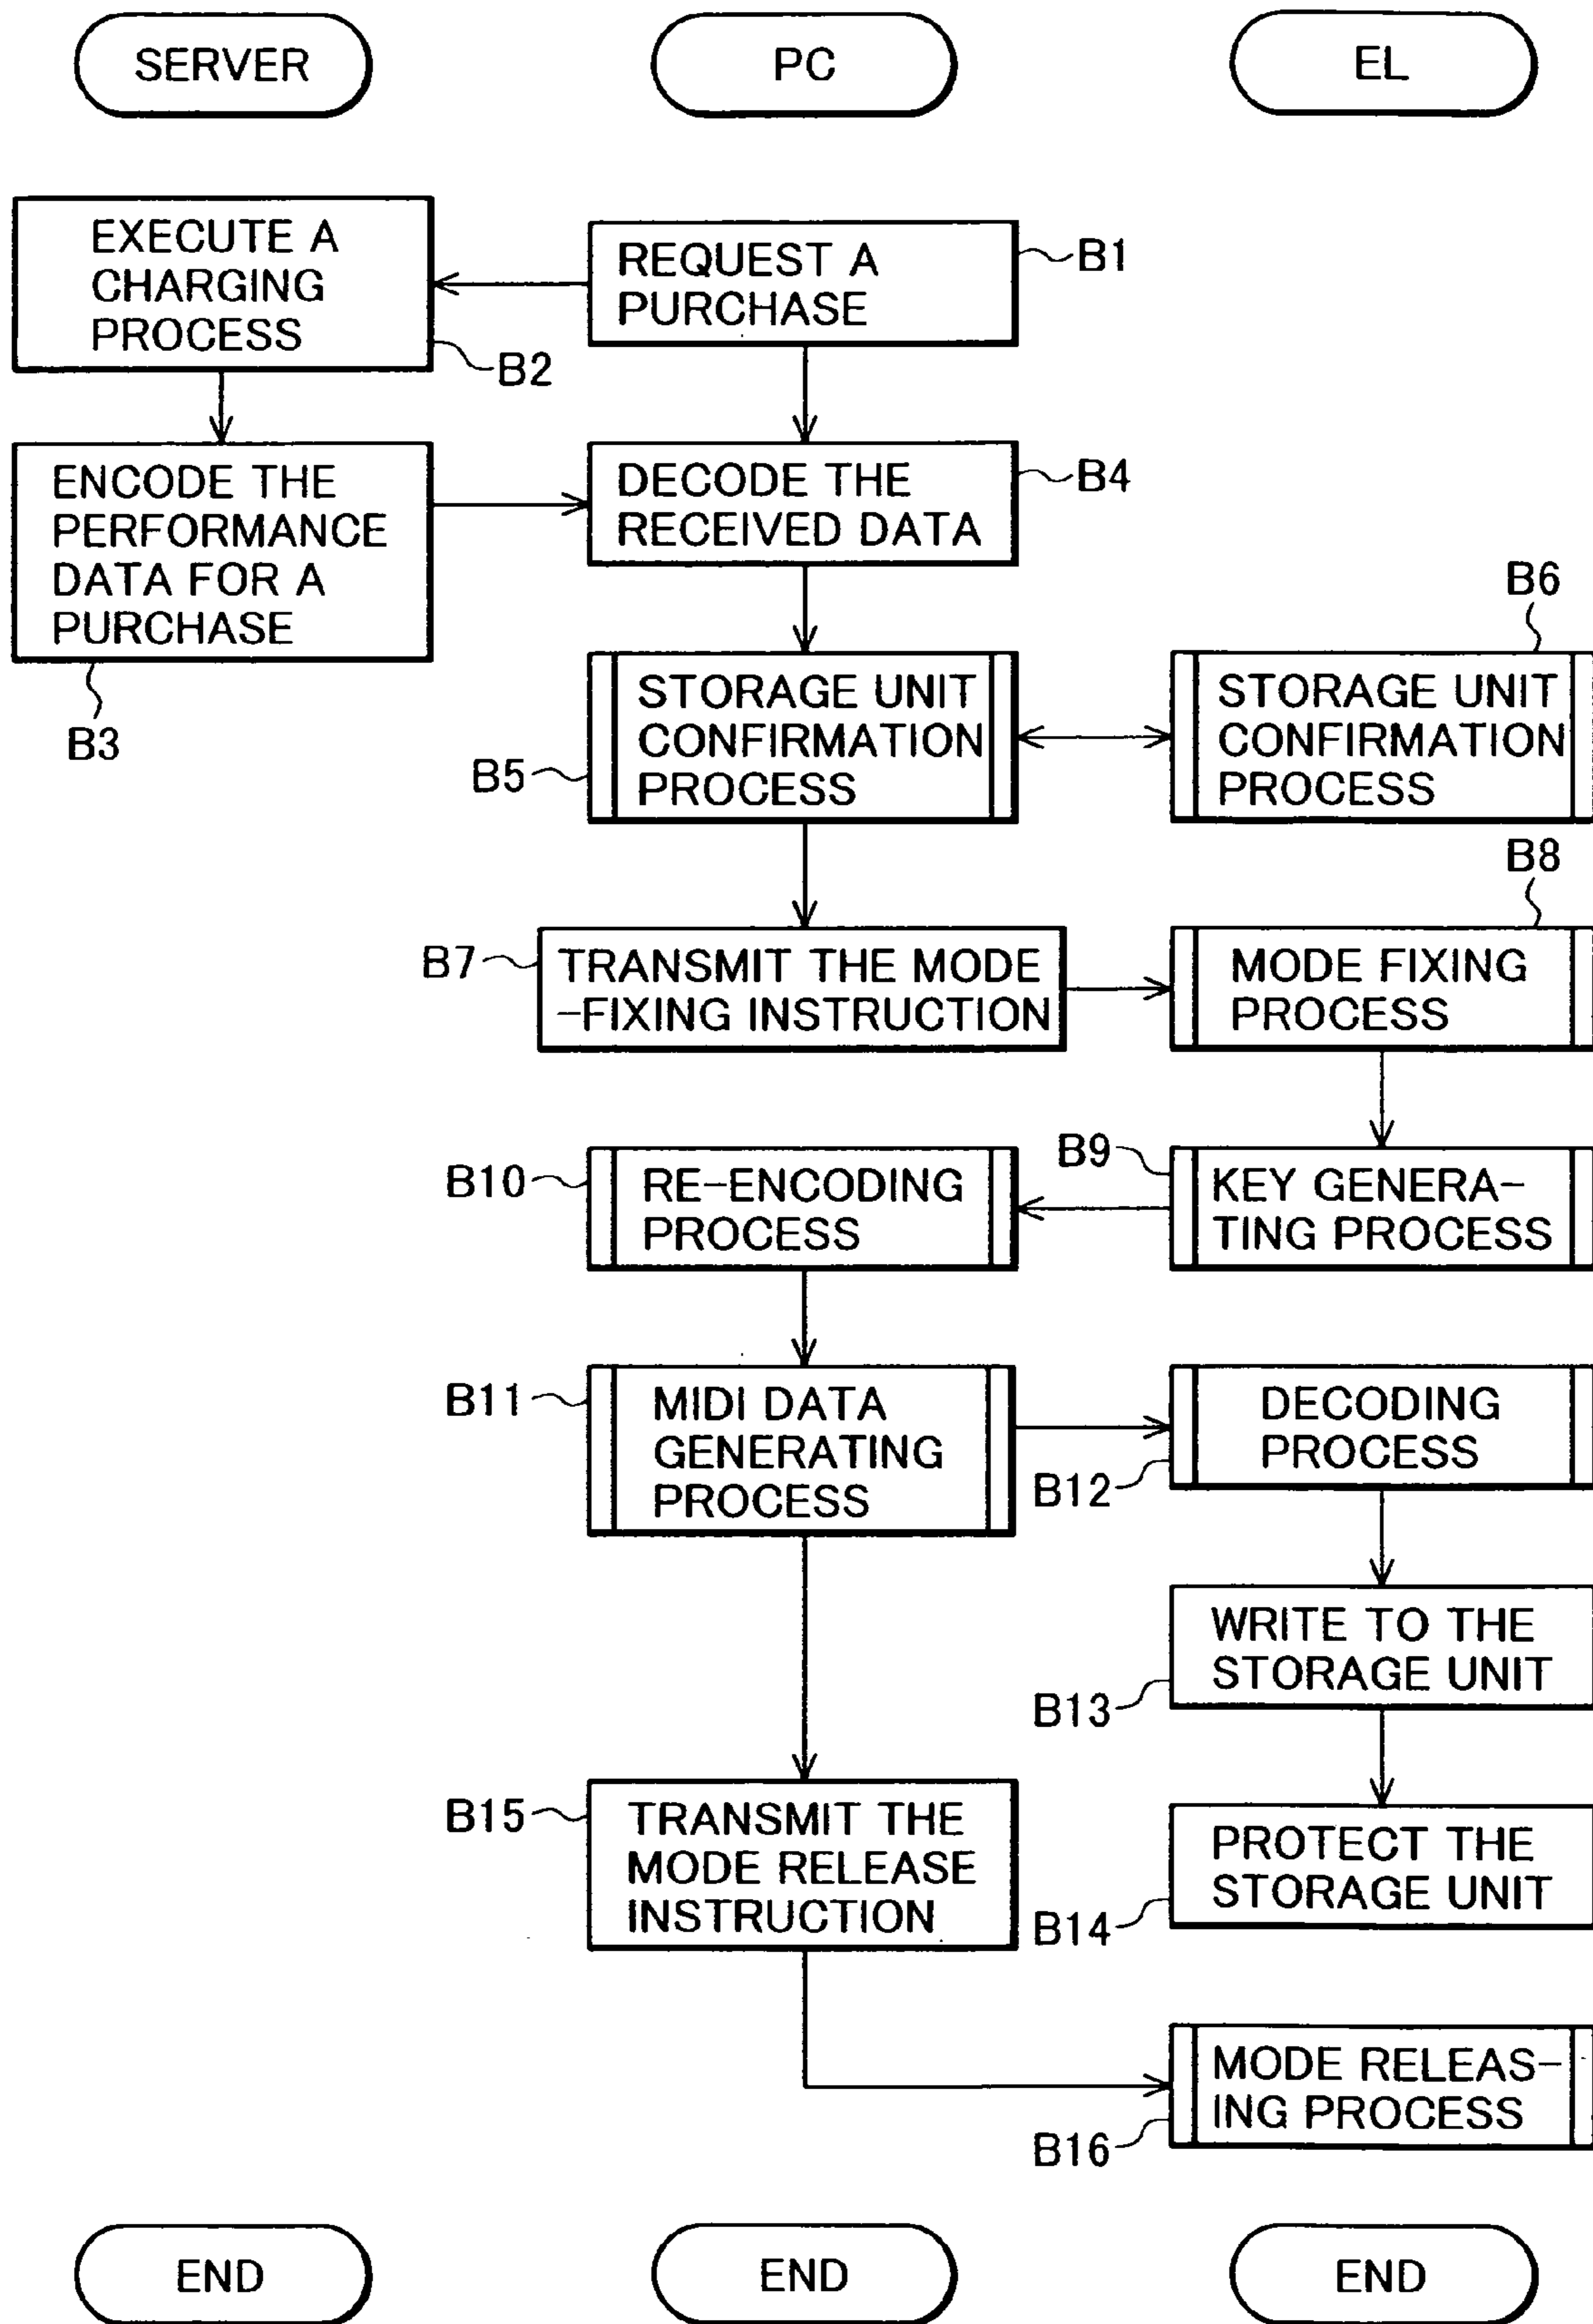 SERVER
PC
EL
EXECUTE A
CHARGING
PROCESS
B2
REQUEST A
PURCHASE
B1
ENCODE THE
PERFORMANCE
DATA FOR A
PURCHASE
B3
DECODE THE
RECEIVED DATA
B4
STORAGE UNIT
CONFIRMATION
PROCESS
B5
B6
STORAGE UNIT
CONFIRMATION
PROCESS
B7
TRANSMIT THE MODE
-FIXING INSTRUCTION
B8
MODE FIXING
PROCESS
B9
KEY GENERA-
TING PROCESS
B10
RE-ENCODING
PROCESS
B11
MIDI DATA
GENERATING
PROCESS
DECODING
PROCESS
B12
WRITE TO THE
STORAGE UNIT
B13
PROTECT THE
STORAGE UNIT
B14
B15
TRANSMIT THE
MODE RELEASE
INSTRUCTION
MODE RELEAS-
ING PROCESS
B16
END
END
END